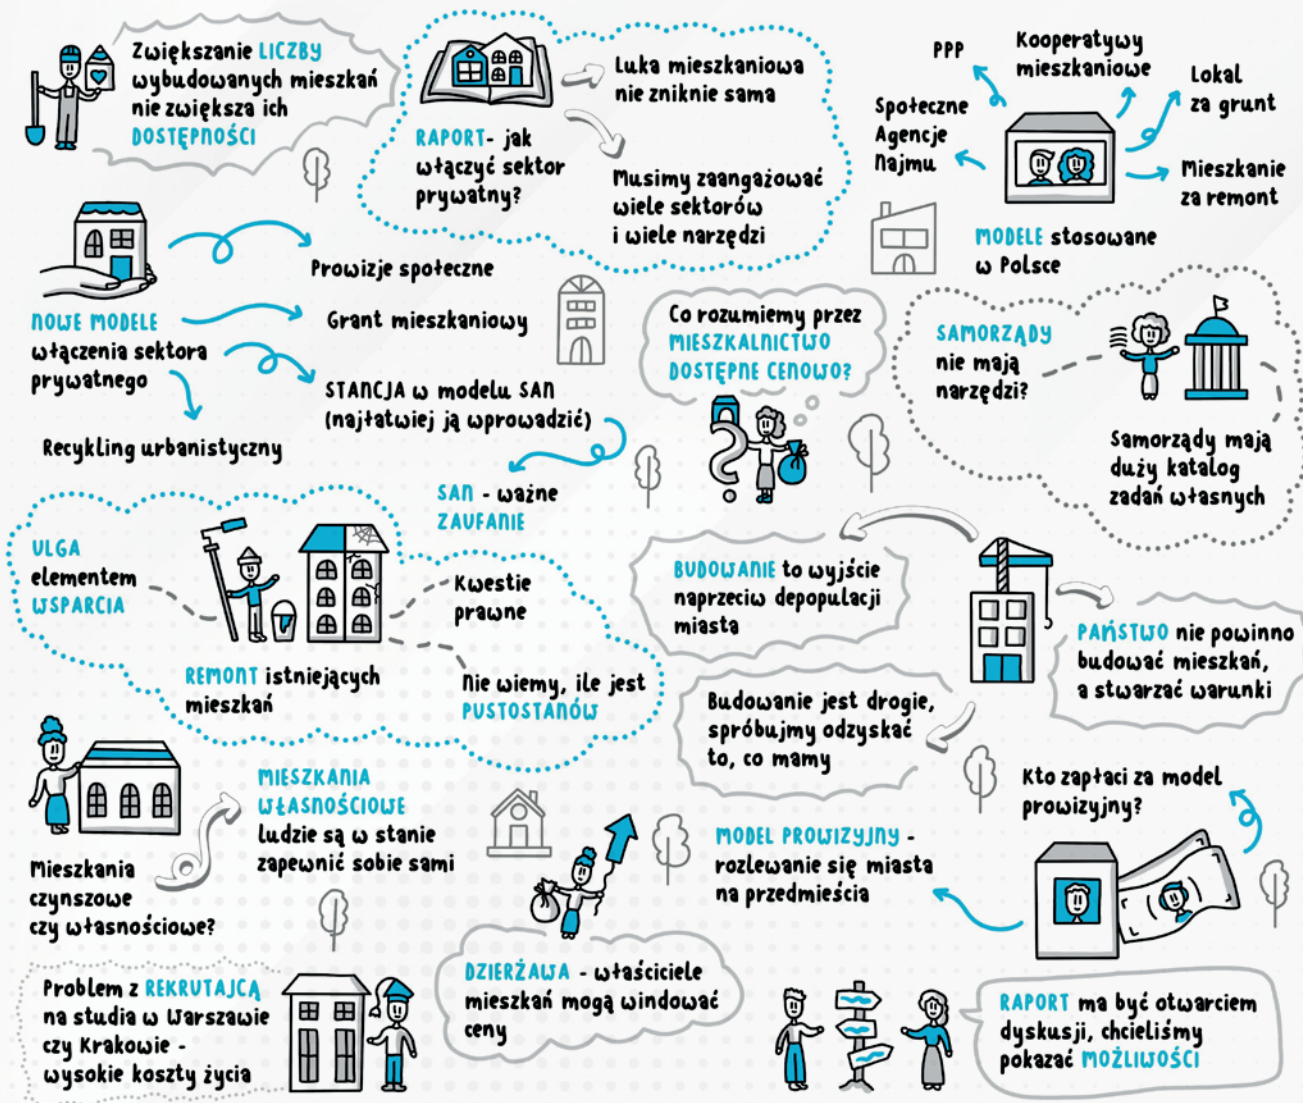 Zwiększanie LICZBY
wybudowanych mieszkań
nie zwiększa ich
DOSTĘPNOŚCI
RAPORT- jak
włączyć sektor
prywatny?
Luka mieszkaniowa
nie zniknie sama
Musimy zaangażować
wiele sektorów
i wiele narzędzi
PPP
Kooperatywy
mieszkaniowe
Lokal
za grunt
Społeczne
Agencje
Najmu
Mieszkanie
za remont
MODELE stosowane
w Polsce
NOWE MODELE
włączenia sektora
prywatnego
Prowizje społeczne
Grant mieszkaniowy
STANCJA w modelu SAN
(najłatwiej ją wprowadzić)
Recykling urbanistyczny
SAN - ważne
ZAUFANIE
Co rozumiemy przez
MIESZKALNICTWO
DOSTĘPNE CENOWO?
SAMORZĄDY
nie mają
narzędzi?
Samorządy mają
duży katalog
zadań własnych
ULGA
elementem
WSPARCIA
Kwestie
prawne
REMONT istniejących
mieszkań
Nie wiemy, ile jest
PUSTOSTANÓW
BUDOWANIE to wyjście
naprzeciw depopulacji
miasta
PAŃSTWO nie powinno
budować mieszkań,
a stwarzać warunki
Budowanie jest drogie,
spróbujmy odzyskać
to, co mamy
Mieszkania
czynszowe
czy własnościowe?
MIESZKANIA
WŁASNOŚCIOWE
ludzie są w stanie
zapewnić sobie sami
Kto zapłaci za model
prowizyjny?
MODEL PROWIZYJNY -
rozlewanie się miasta
na przedmieścia
Problem z REKRUTAJCĄ
na studia w Warszawie
czy Krakowie -
wysokie koszty życia
DZIERŻAWA - właściciele
mieszkań mogą windować
ceny
RAPORT ma być otwarciem
dyskusji, chcieliśmy
pokazać MOŻLIWOŚCI